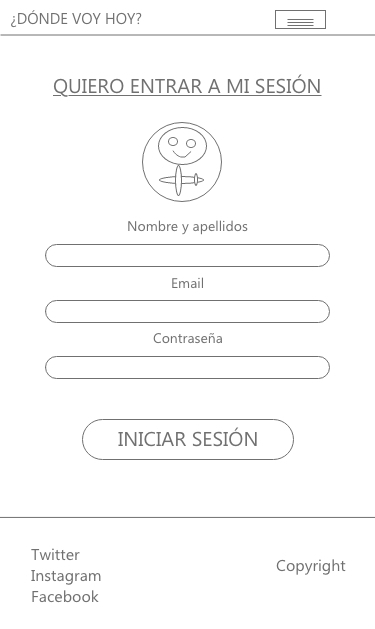 ¿DÓNDE VOY HOY?
QUIERO ENTRAR A MI SESIÓN
Nombre y apellidos
Email
Contraseña
INICIAR SESIÓN
Twitter
Instagram
Facebook
Copyright